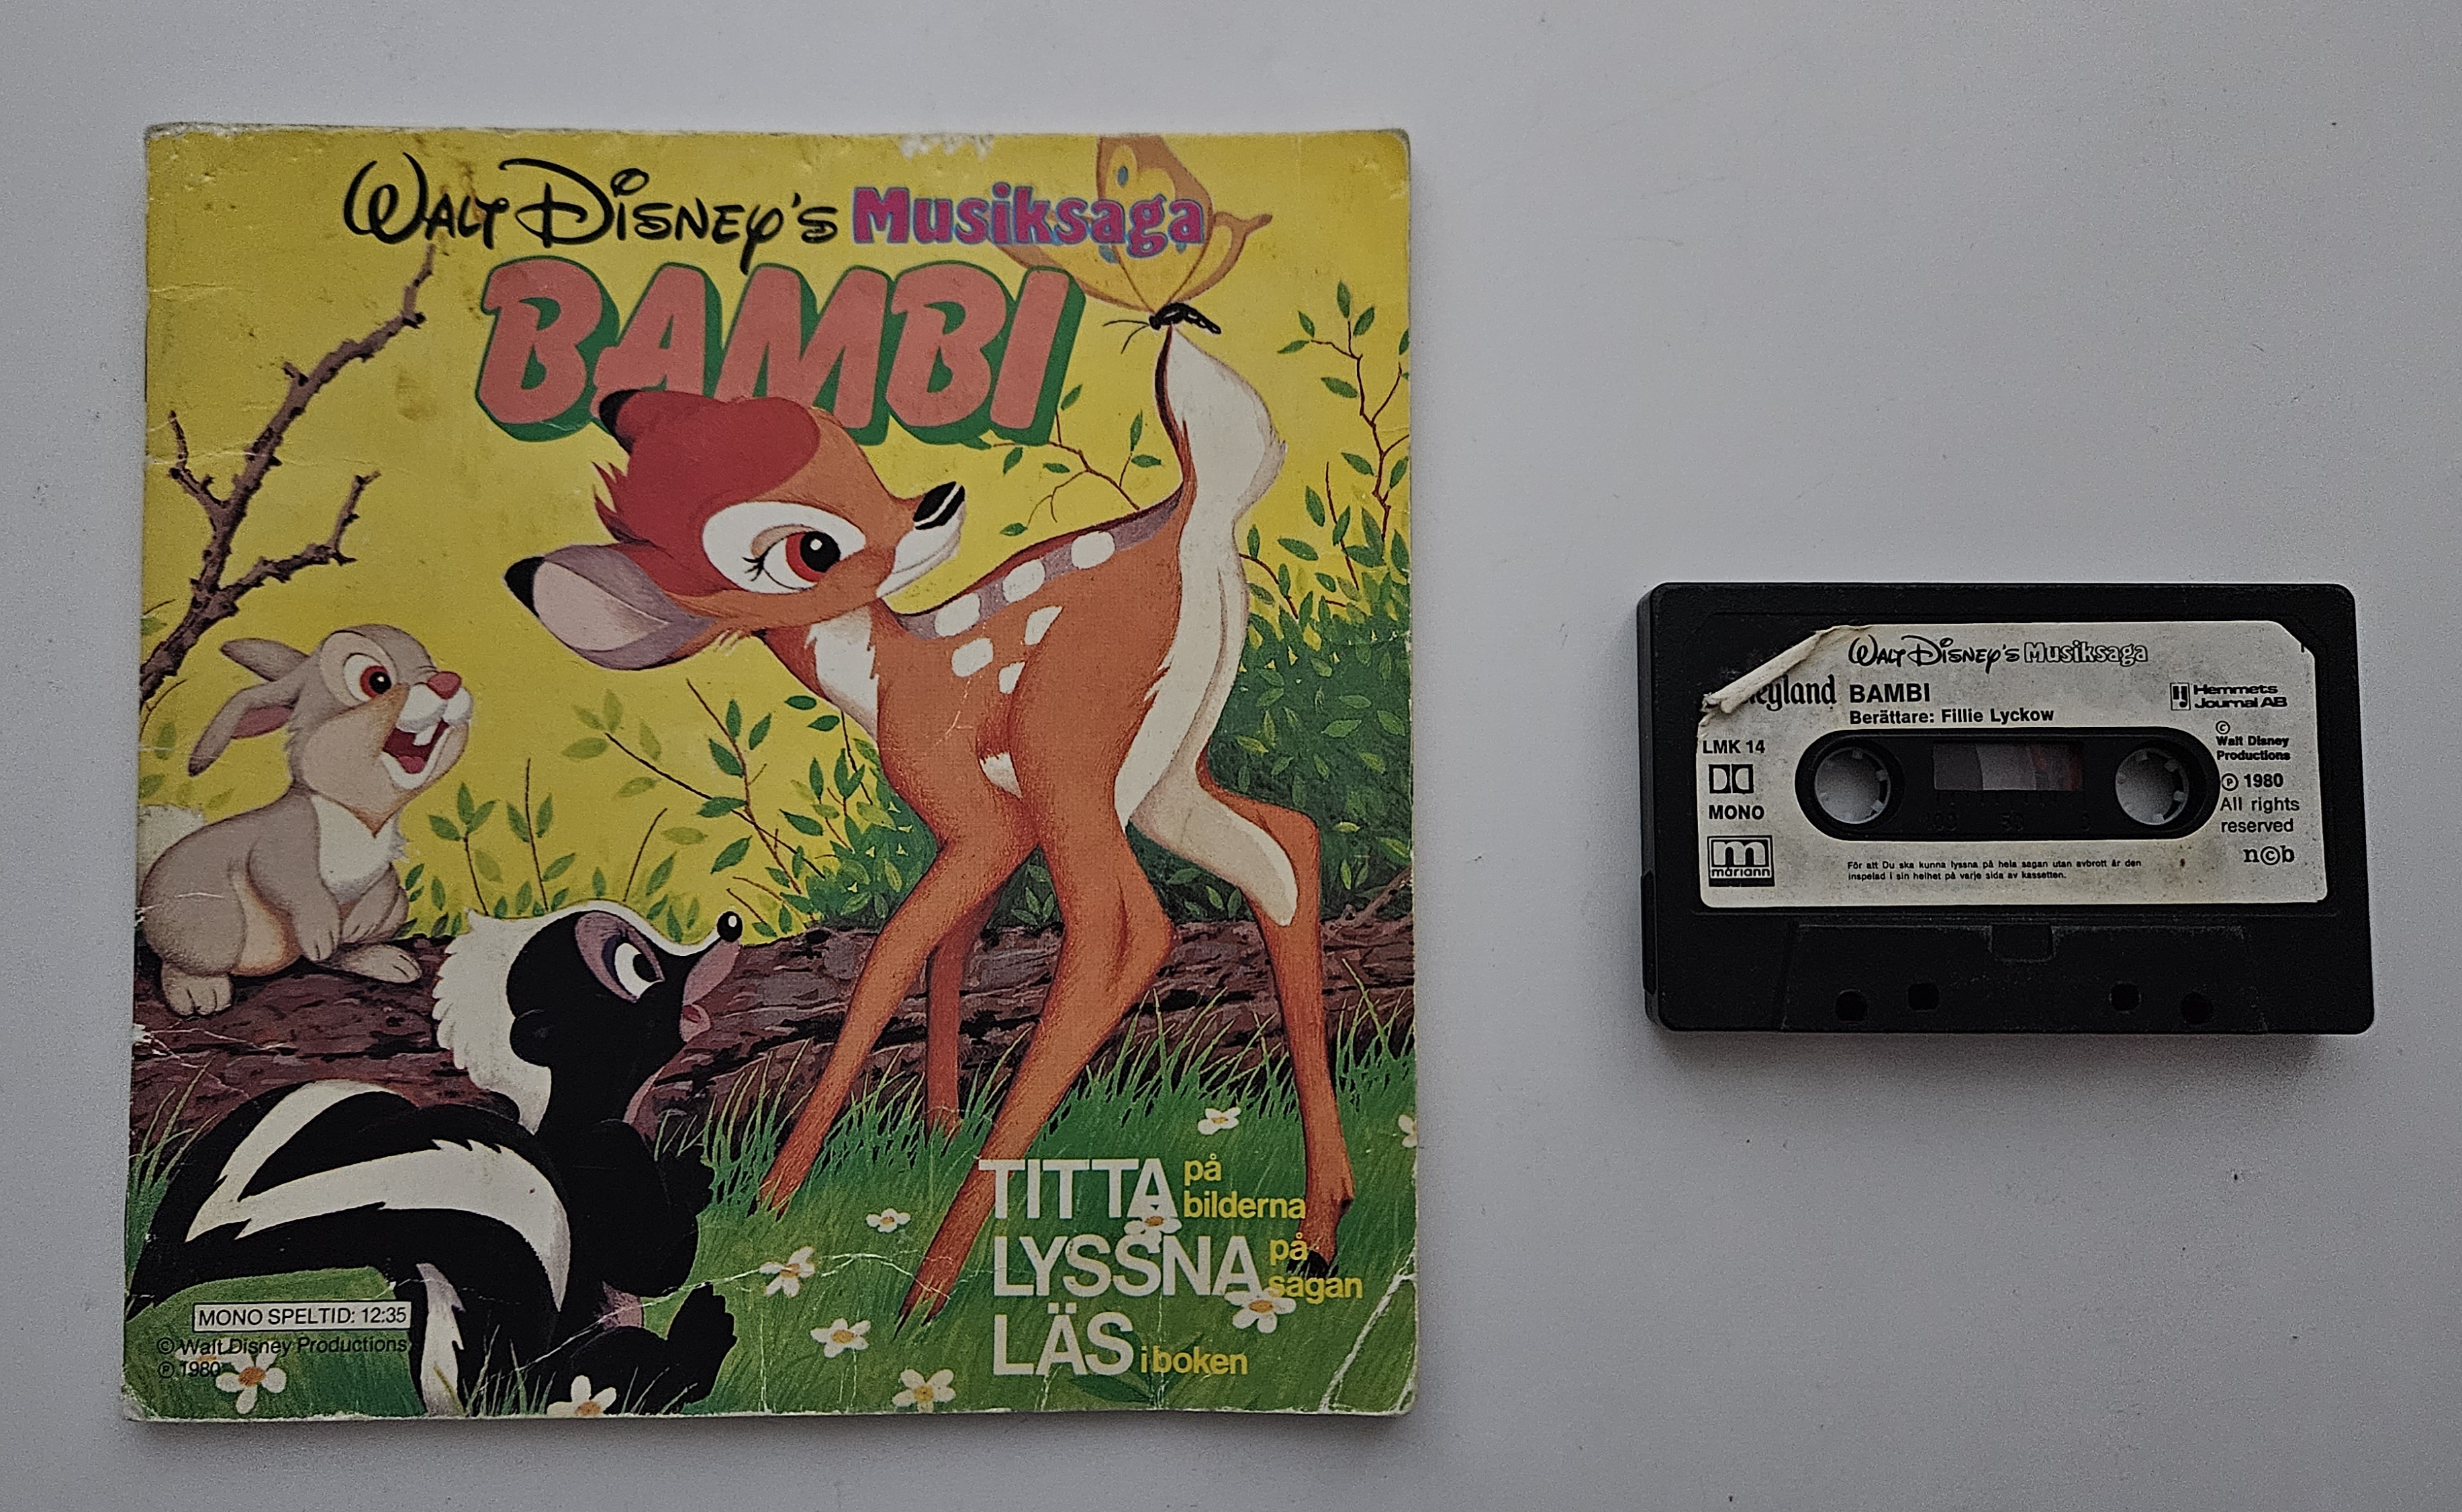 WALT DISNEY'S Musiksaga
BAMBI
TITTA på bilderna
LYSSNA på sagan
LÄS i boken
MONO SPELTID: 12:35
© Walt Disney Productions
℗ 1980
WALT DISNEY'S Musiksaga
BAMBI
Berättare: Fillie Lyckow
Hemmets
Journal AB
LMK 14
MONO
mariann
©
Walt Disney
Productions
℗ 1980
All rights
reserved
n©b
För att Du ska kunna lyssna på hela sagan utan avbrott är den
inspelad i sin helhet på varje sida av kassetten.